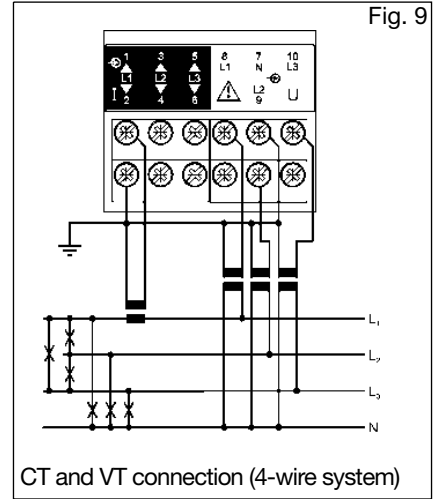 Fig. 9
1 3 5 8 7 10
L1 N L3
L1 L2 L3
I L2 U
2 4 6 9
L₁
L₂
L₃
N
CT and VT connection (4-wire system)